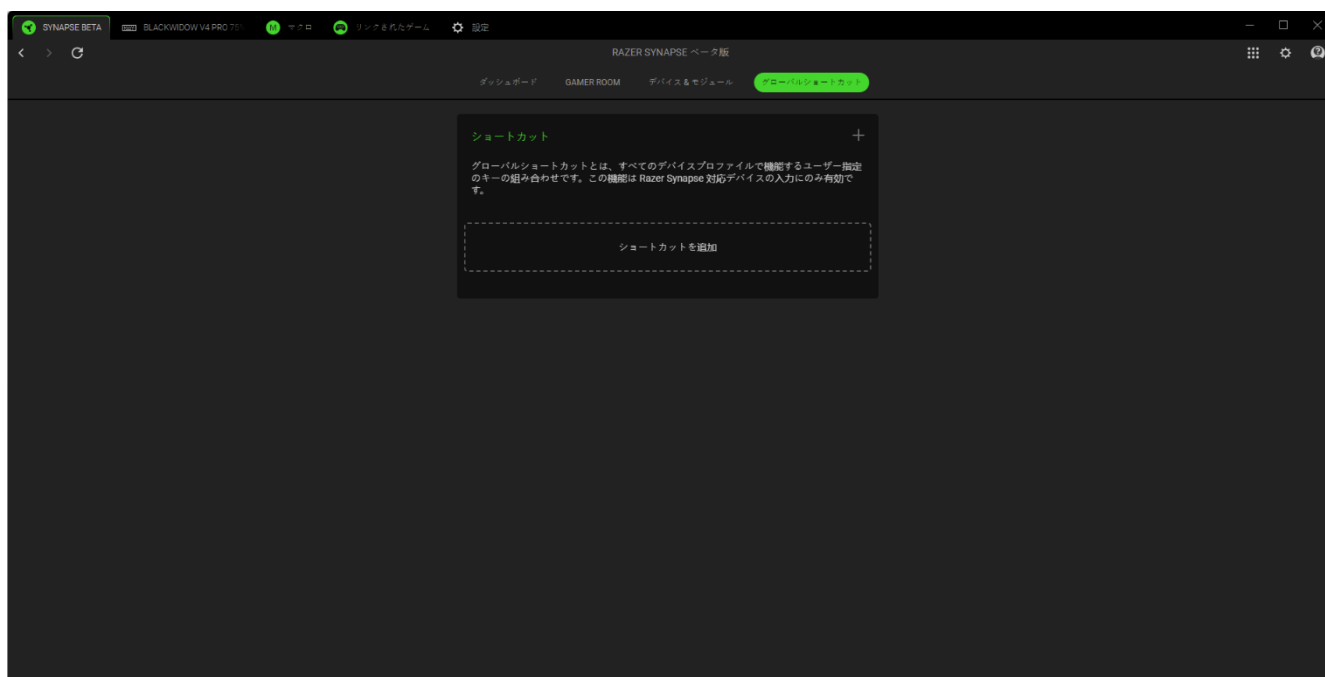 SYNAPSE BETA
BLACKWIDOW V4 PRO 75%
マクロ
リンクされたゲーム
設定
RAZER SYNAPSE ベータ版
ダッシュボード
GAMER ROOM
デバイス＆モジュール
グローバルショートカット
ショートカット
グローバルショートカットとは、すべてのデバイスプロファイルで機能するユーザー指定
のキーの組み合わせです。この機能は Razer Synapse 対応デバイスの入力にのみ有効で
す。
ショートカットを追加